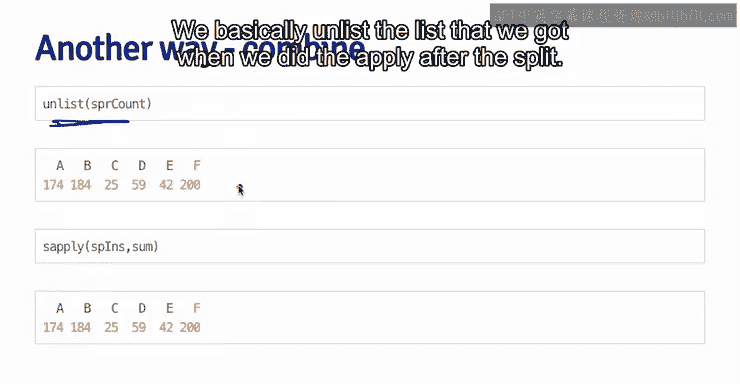 We basically unlist the list that we got
when we did the apply after the split.
Another way - combine
unlist(sprCount)
A B C D E F
174 184 25 59 42 200
sapply(spIns,sum)
A B C D E F
174 184 25 59 42 200